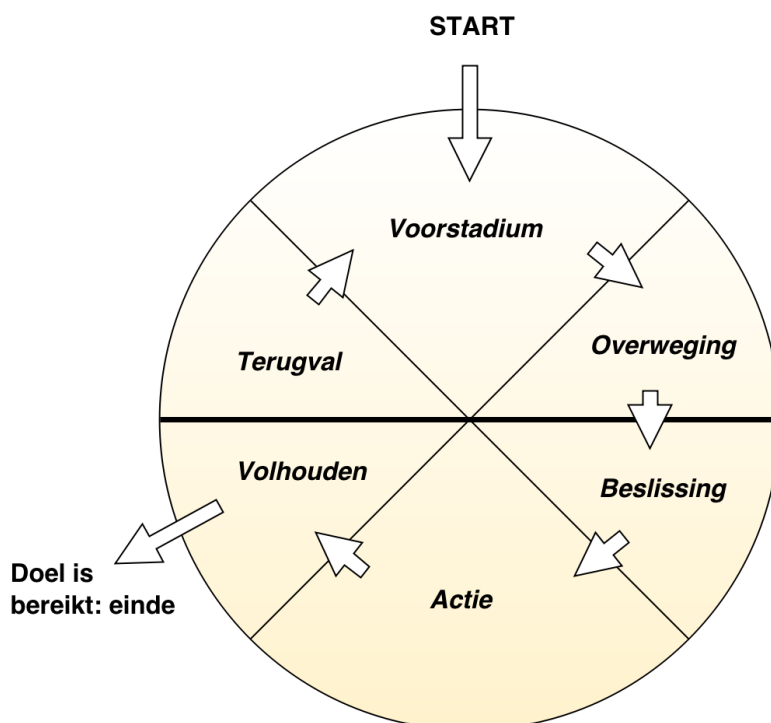 START
Voorstadium
Overweging
Terugval
Volhouden
Beslissing
Doel is
bereikt: einde
Actie